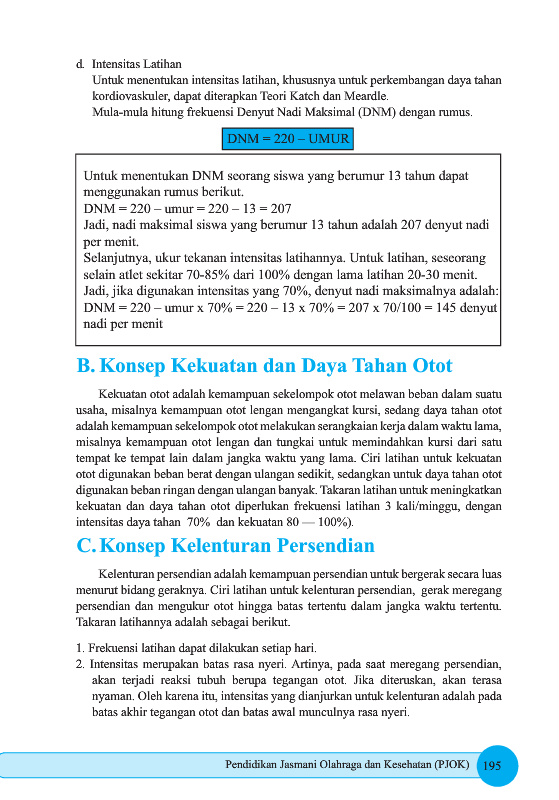 d. Intensitas Latihan
Untuk menentukan intensitas latihan, khususnya untuk perkembangan daya tahan
kordiovaskuler, dapat diterapkan Teori Katch dan Meardle.
Mula-mula hitung frekuensi Denyut Nadi Maksimal (DNM) dengan rumus.
DNM = 220 – UMUR
Untuk menentukan DNM seorang siswa yang berumur 13 tahun dapat
menggunakan rumus berikut.
DNM = 220 – umur = 220 – 13 = 207
Jadi, nadi maksimal siswa yang berumur 13 tahun adalah 207 denyut nadi
per menit.
Selanjutnya, ukur tekanan intensitas latihannya. Untuk latihan, seseorang
selain atlet sekitar 70-85% dari 100% dengan lama latihan 20-30 menit.
Jadi, jika digunakan intensitas yang 70%, denyut nadi maksimalnya adalah:
DNM = 220 – umur x 70% = 220 – 13 x 70% = 207 x 70/100 = 145 denyut
nadi per menit
B. Konsep Kekuatan dan Daya Tahan Otot
Kekuatan otot adalah kemampuan sekelompok otot melawan beban dalam suatu
usaha, misalnya kemampuan otot lengan mengangkat kursi, sedang daya tahan otot
adalah kemampuan sekelompok otot melakukan serangkaian kerja dalam waktu lama,
misalnya kemampuan otot lengan dan tungkai untuk memindahkan kursi dari satu
tempat ke tempat lain dalam jangka waktu yang lama. Ciri latihan untuk kekuatan
otot digunakan beban berat dengan ulangan sedikit, sedangkan untuk daya tahan otot
digunakan beban ringan dengan ulangan banyak. Takaran latihan untuk meningkatkan
kekuatan dan daya tahan otot diperlukan frekuensi latihan 3 kali/minggu, dengan
intensitas daya tahan 70% dan kekuatan 80 — 100%).
C. Konsep Kelenturan Persendian
Kelenturan persendian adalah kemampuan persendian untuk bergerak secara luas
menurut bidang geraknya. Ciri latihan untuk kelenturan persendian, gerak meregang
persendian dan mengukur otot hingga batas tertentu dalam jangka waktu tertentu.
Takaran latihannya adalah sebagai berikut.
1. Frekuensi latihan dapat dilakukan setiap hari.
2. Intensitas merupakan batas rasa nyeri. Artinya, pada saat meregang persendian,
akan terjadi reaksi tubuh berupa tegangan otot. Jika diteruskan, akan terasa
nyaman. Oleh karena itu, intensitas yang dianjurkan untuk kelenturan adalah pada
batas akhir tegangan otot dan batas awal munculnya rasa nyeri.
Pendidikan Jasmani Olahraga dan Kesehatan (PJOK) 195